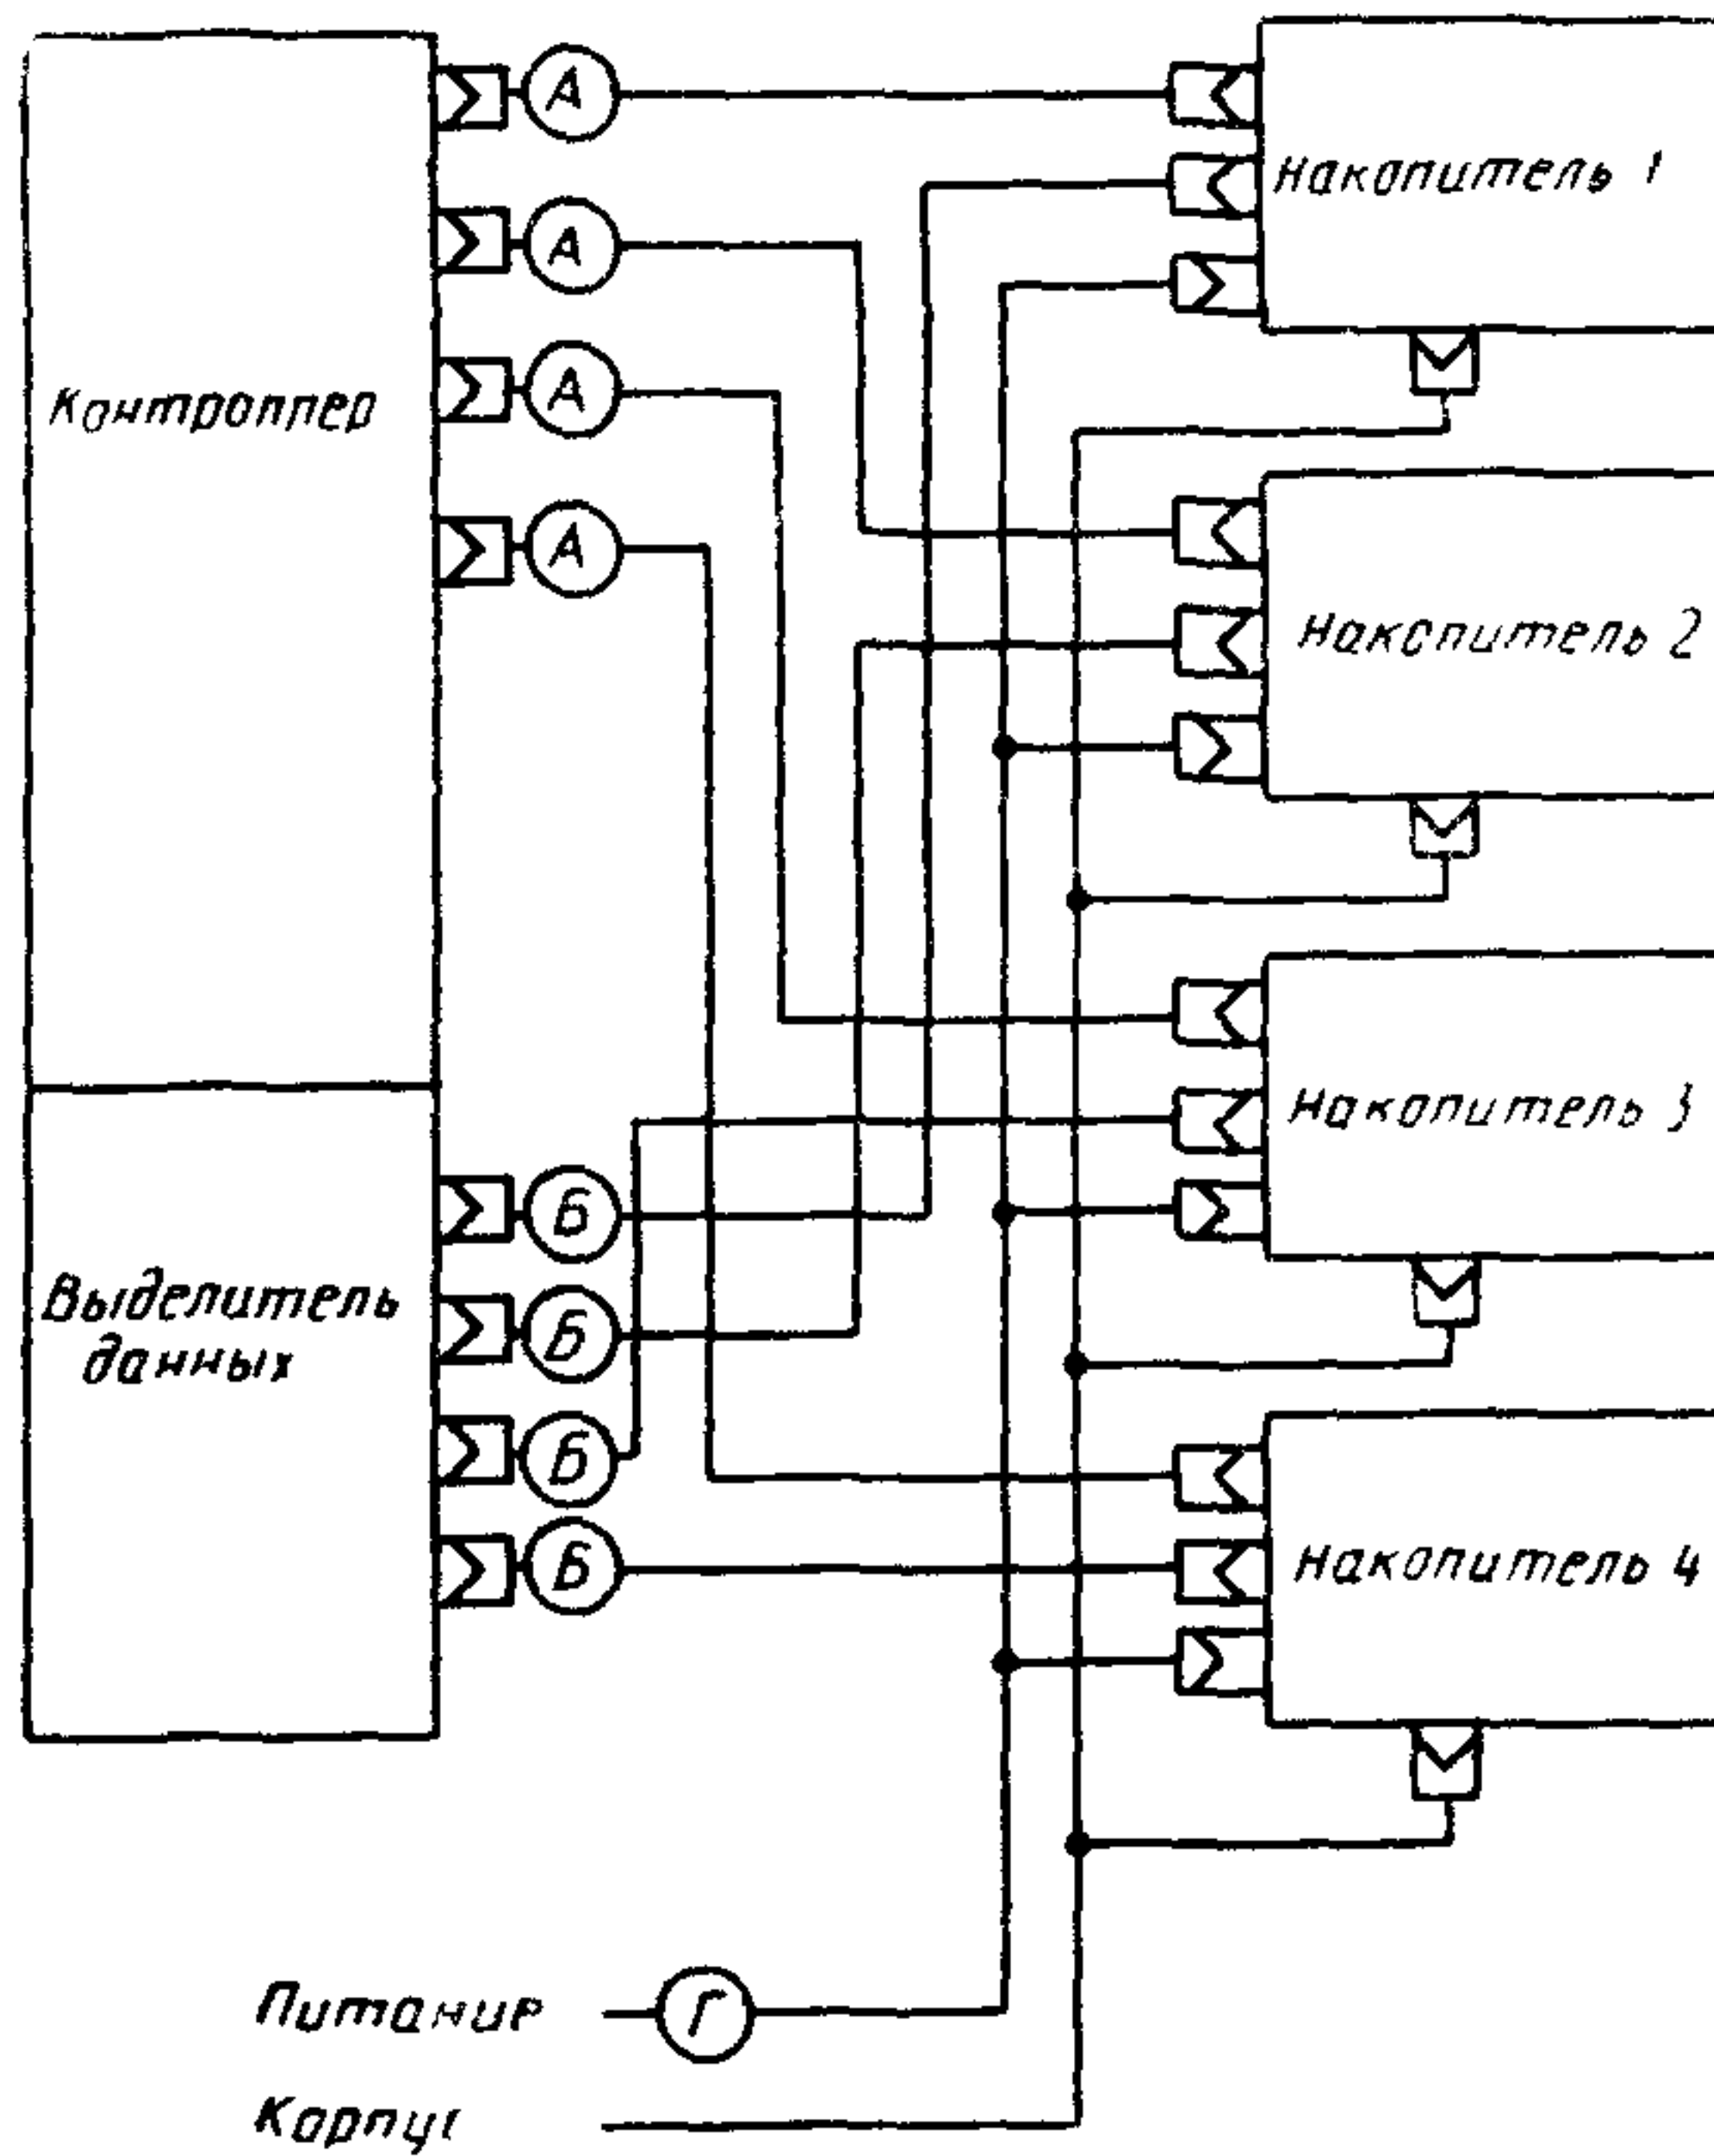 А
Накопитель 1
А
Контроллер
А
А
Накопитель 2
Накопитель 3
Б
Выделитель
данных
Б
Б
Б
Накопитель 4
Питание
Г
Корпус